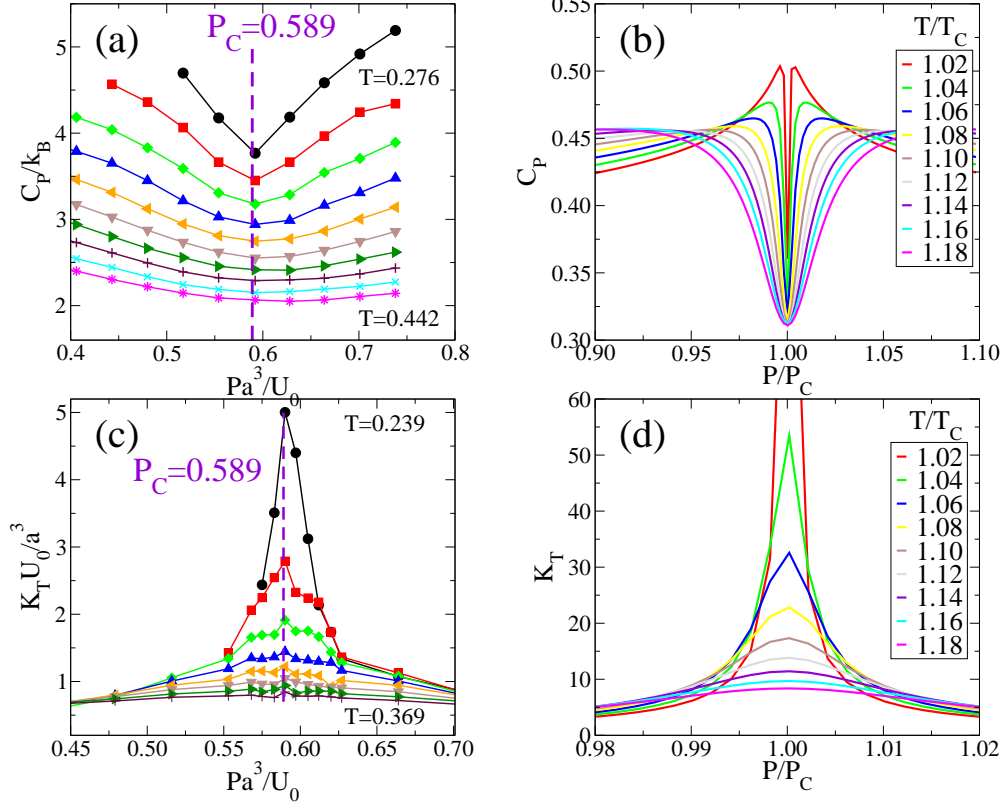 (a)
P_C=0.589
T=0.276
T=0.442
C_P/k_B
5
4
3
2
0.4 0.5 0.6 0.7 0.8
Pa^3/U_0
(b)
T/T_C
1.02
1.04
1.06
1.08
1.10
1.12
1.14
1.16
1.18
C_P
0.55
0.50
0.45
0.40
0.35
0.30
0.90 0.95 1.00 1.05 1.10
P/P_C
(c)
P_C=0.589
T=0.239
T=0.369
K_T U_0/a^3
5
4
3
2
1
0.45 0.50 0.55 0.60 0.65 0.70
Pa^3/U_0
(d)
T/T_C
1.02
1.04
1.06
1.08
1.10
1.12
1.14
1.16
1.18
K_T
60
50
40
30
20
10
0
0.98 0.99 1.00 1.01 1.02
P/P_C